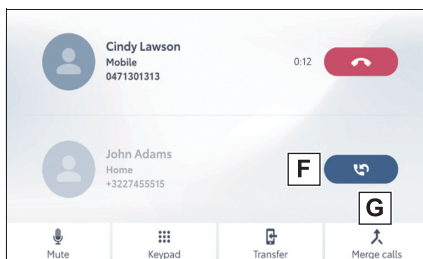 Cindy Lawson
Mobile
0471301313
0:12
John Adams
Home
+3227455515
F
G
Mute
Keypad
Transfer
Merge calls